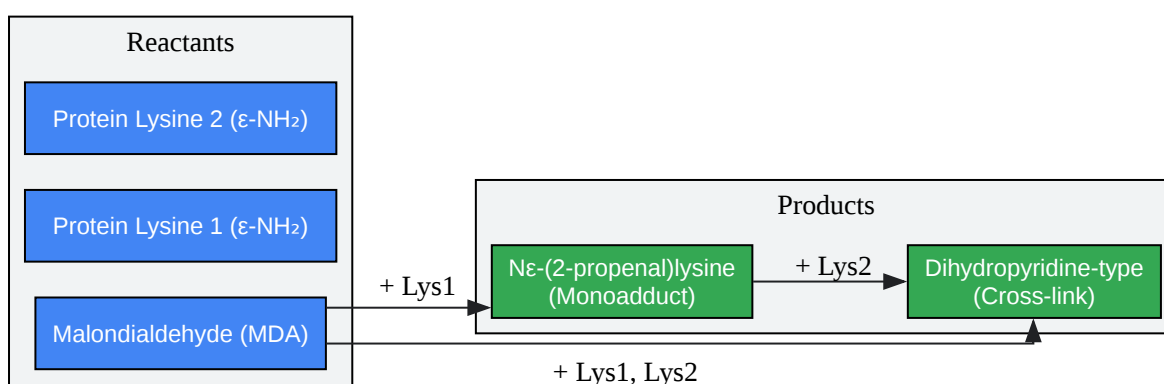 Reactants
Protein Lysine 2 (ε-NH₂)
Protein Lysine 1 (ε-NH₂)
Malondialdehyde (MDA)
+ Lys1
Products
Nε-(2-propenal)lysine
(Monoadduct)
+ Lys2
Dihydropyridine-type
(Cross-link)
+ Lys1, Lys2